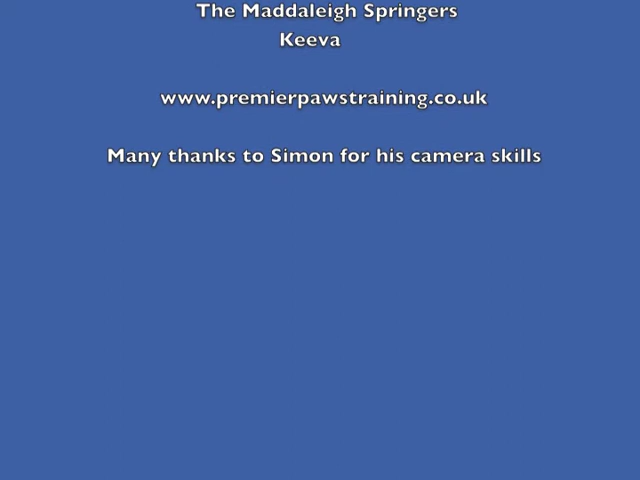 The Maddaleigh Springers
Keeva
www.premierpawstraining.co.uk
Many thanks to Simon for his camera skills